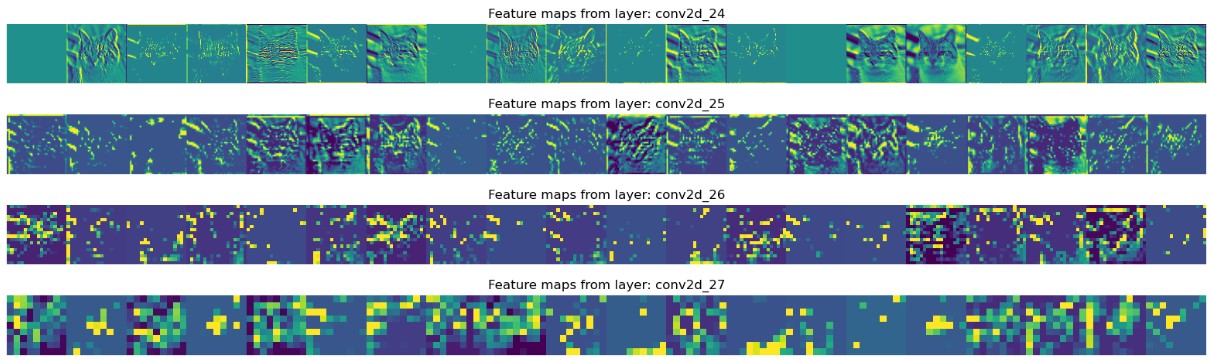 Feature maps from layer: conv2d_24
Feature maps from layer: conv2d_25
Feature maps from layer: conv2d_26
Feature maps from layer: conv2d_27